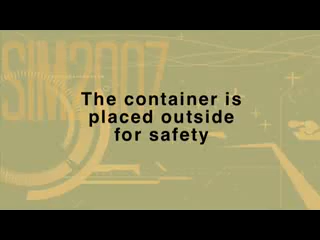 SIM2007
The container is
placed outside
for safety